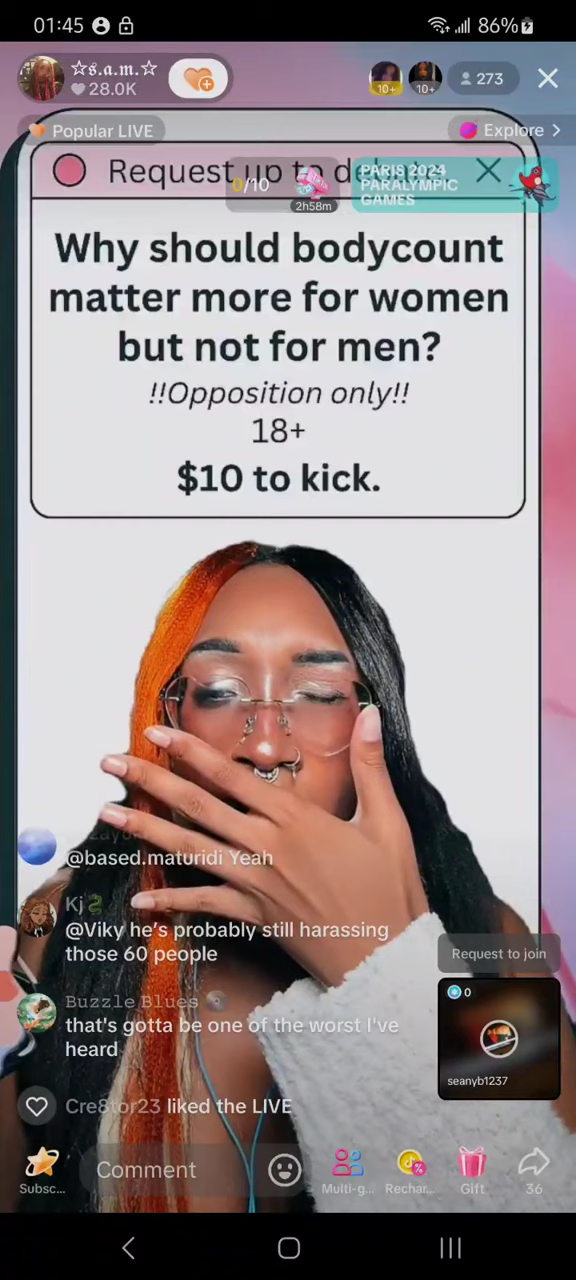 01:45
86%
☆𝔰.𝔞.𝔪.☆
28.0K
10+
10+
273
Popular LIVE
Explore >
Request up to debate
0/10
2h58m
PARIS 2024
PARALYMPIC
GAMES
Why should bodycount
matter more for women
but not for men?
!!Opposition only!!
18+
$10 to kick.
@based.maturidi Yeah
Kj
@Viky he's probably still harassing
those 60 people
Buzzle Blues
that's gotta be one of the worst I've
heard
Cre8tor23 liked the LIVE
Request to join
0
seanyb1237
Comment
Subsc...
Multi-g...
Rechar...
Gift
36